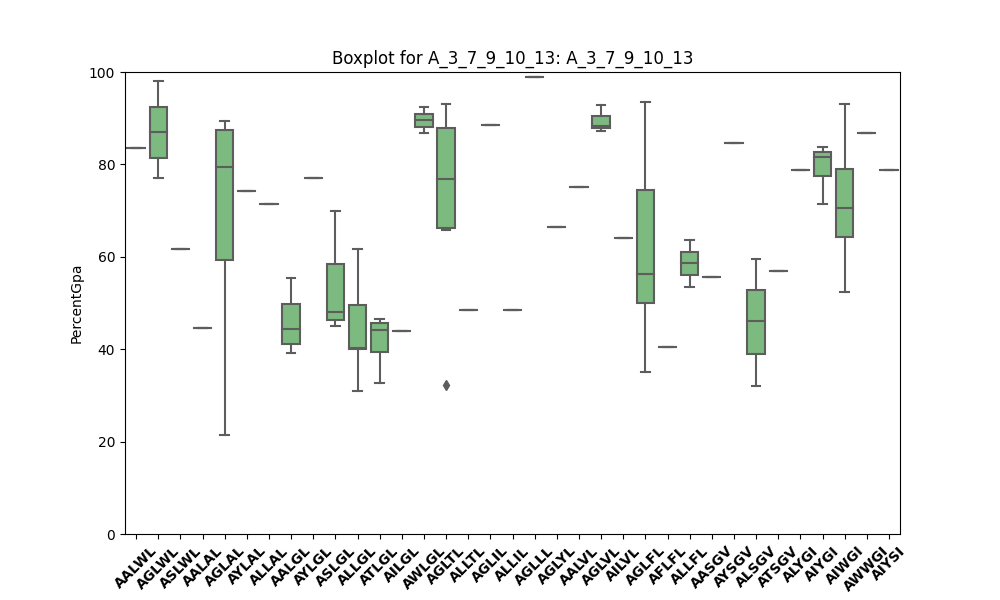 Boxplot for A_3_7_9_10_13: A_3_7_9_10_13
PercentGpa
100
80
60
40
20
0
AALWL
AGLWL
ASLWL
AALAL
AGLAL
AYLAL
ALLAL
AALGL
AYLGL
ASLGL
ALLGL
ATLGL
AILGL
AWLGL
AGLTL
ALLTL
AGLIL
ALLIL
AGLLL
AGLYL
AALVL
AGLVL
AILVL
AGLFL
AFLFL
ALLFL
AASGV
AYSGV
ALSGV
ATSGV
ALYGI
AIYGI
AIWGI
AWWGI
AIYSI